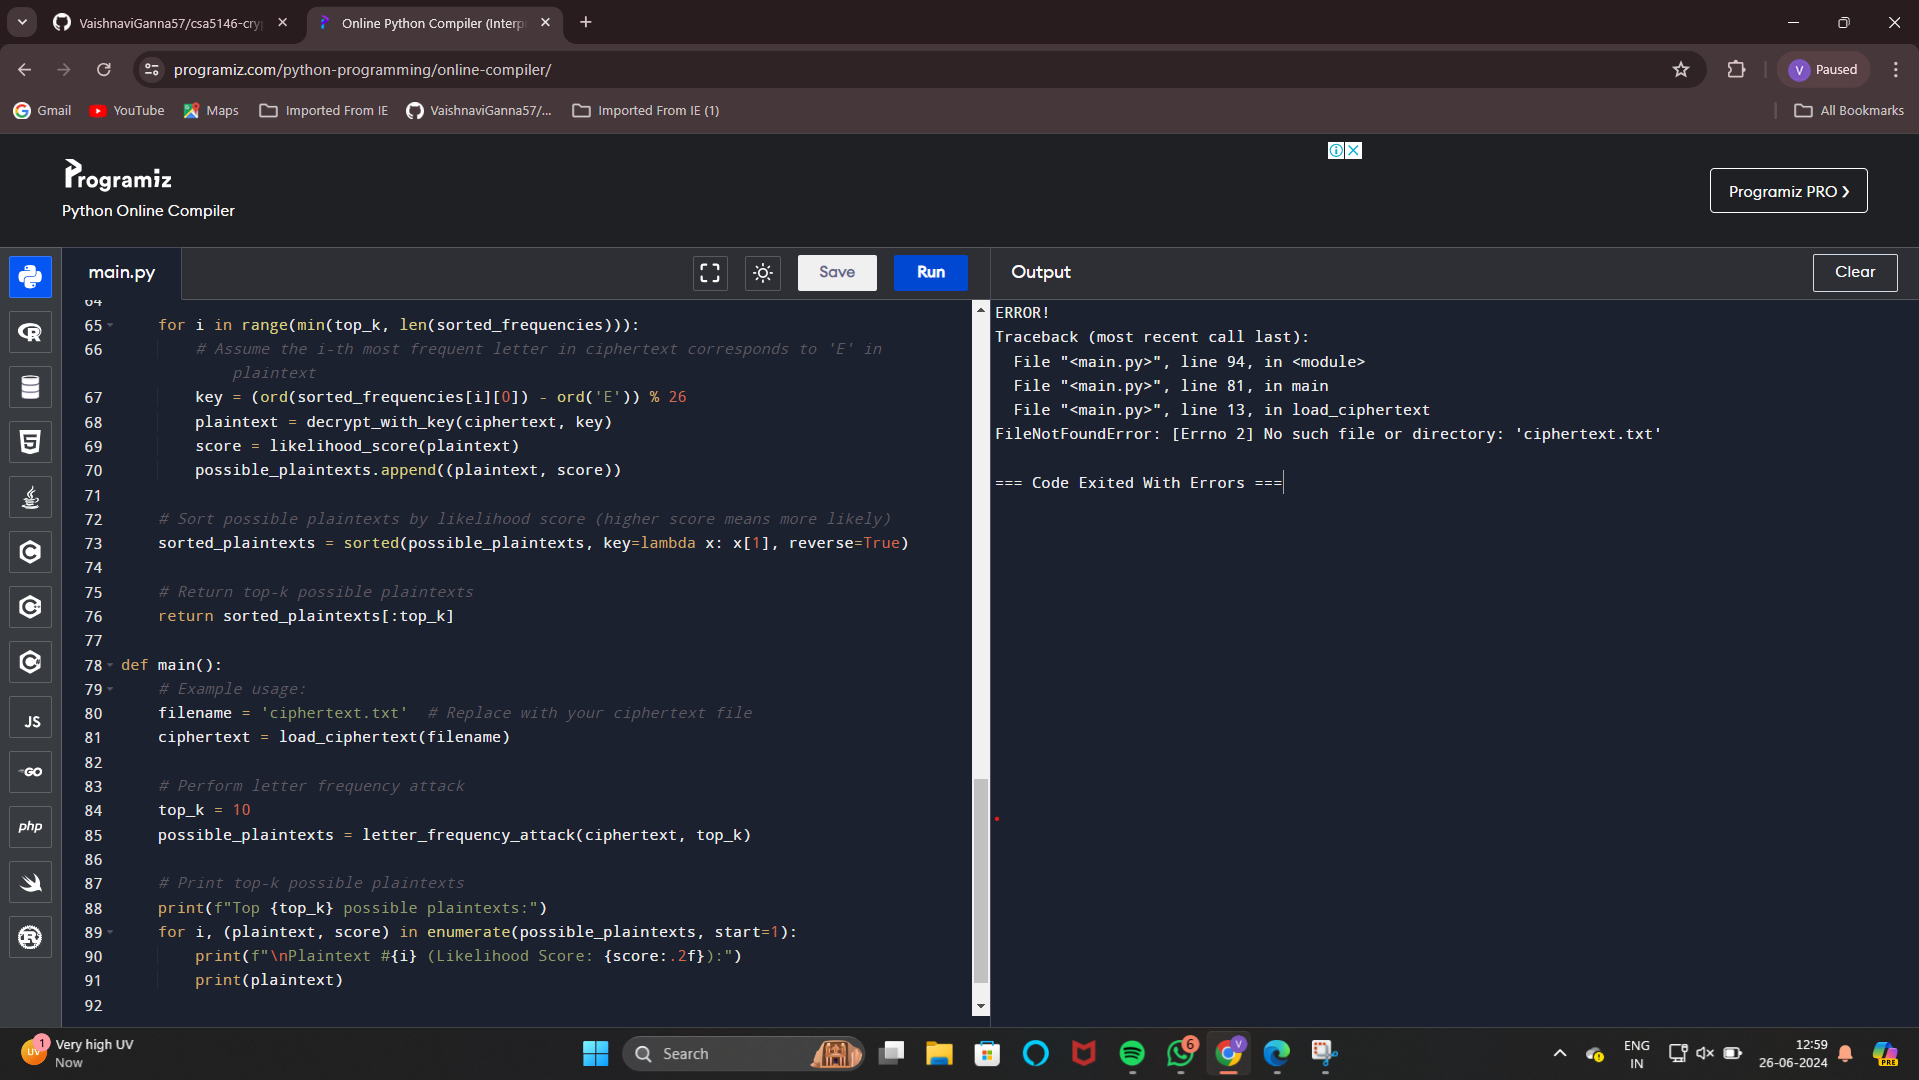 VaishnaviGanna57/csa5146-cry
Online Python Compiler (Interp
programiz.com/python-programming/online-compiler/
V Paused
Gmail YouTube Maps Imported From IE VaishnaviGanna57/... Imported From IE (1) All Bookmarks
Programiz
Python Online Compiler
Programiz PRO ❯
main.py
Save
Run
Output
Clear
64
65 for i in range(min(top_k, len(sorted_frequencies))):
66 # Assume the i-th most frequent letter in ciphertext corresponds to 'E' in
plaintext
67 key = (ord(sorted_frequencies[i][0]) - ord('E')) % 26
68 plaintext = decrypt_with_key(ciphertext, key)
69 score = likelihood_score(plaintext)
70 possible_plaintexts.append((plaintext, score))
71
72 # Sort possible plaintexts by likelihood score (higher score means more likely)
73 sorted_plaintexts = sorted(possible_plaintexts, key=lambda x: x[1], reverse=True)
74
75 # Return top-k possible plaintexts
76 return sorted_plaintexts[:top_k]
77
78 def main():
79 # Example usage:
80 filename = 'ciphertext.txt'  # Replace with your ciphertext file
81 ciphertext = load_ciphertext(filename)
82
83 # Perform letter frequency attack
84 top_k = 10
85 possible_plaintexts = letter_frequency_attack(ciphertext, top_k)
86
87 # Print top-k possible plaintexts
88 print(f"Top {top_k} possible plaintexts:")
89 for i, (plaintext, score) in enumerate(possible_plaintexts, start=1):
90 print(f"\nPlaintext #{i} (Likelihood Score: {score:.2f}):")
91 print(plaintext)
92
ERROR!
Traceback (most recent call last):
File "<main.py>", line 94, in <module>
File "<main.py>", line 81, in main
File "<main.py>", line 13, in load_ciphertext
FileNotFoundError: [Errno 2] No such file or directory: 'ciphertext.txt'
=== Code Exited With Errors ===
R
5
C
C
C
JS
GO
php
R
UV 1
Very high UV
Now
Search
6
V
ENG
IN
12:59
26-06-2024
PRE